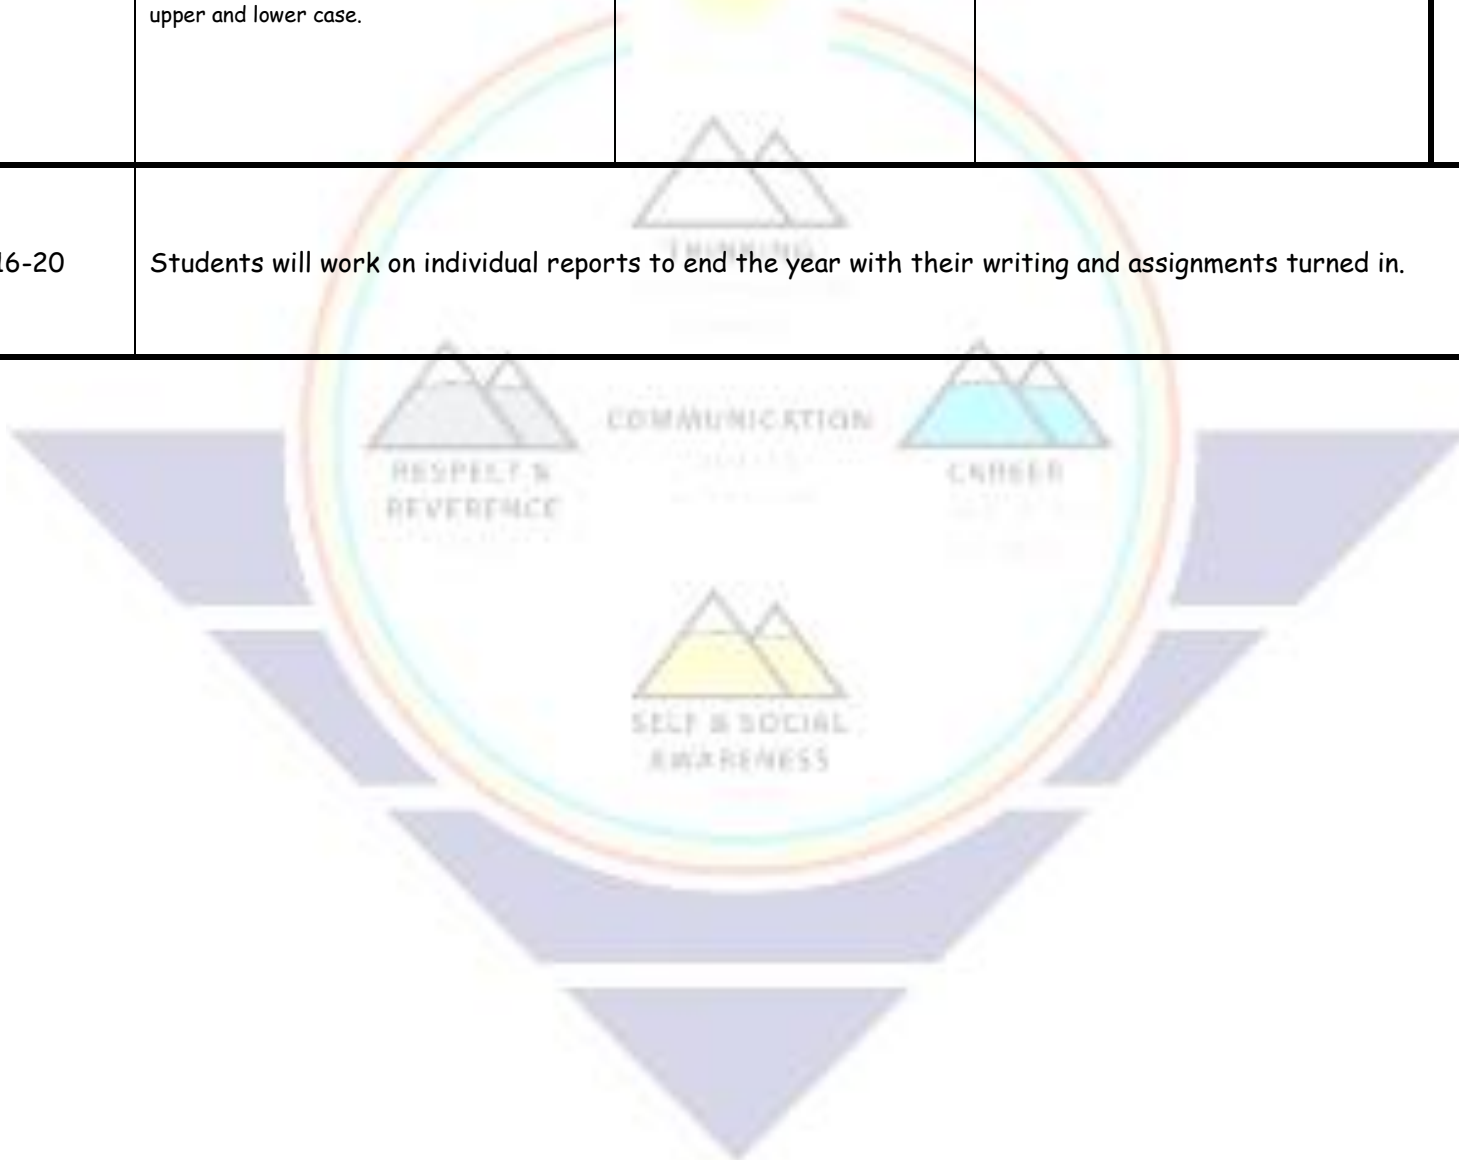 upper and lower case.
16-20
Students will work on individual reports to end the year with their writing and assignments turned in.
THINKING
COMMUNICATION
RESPECT &
REVERENCE
CAREER
SELF & SOCIAL
AWARENESS